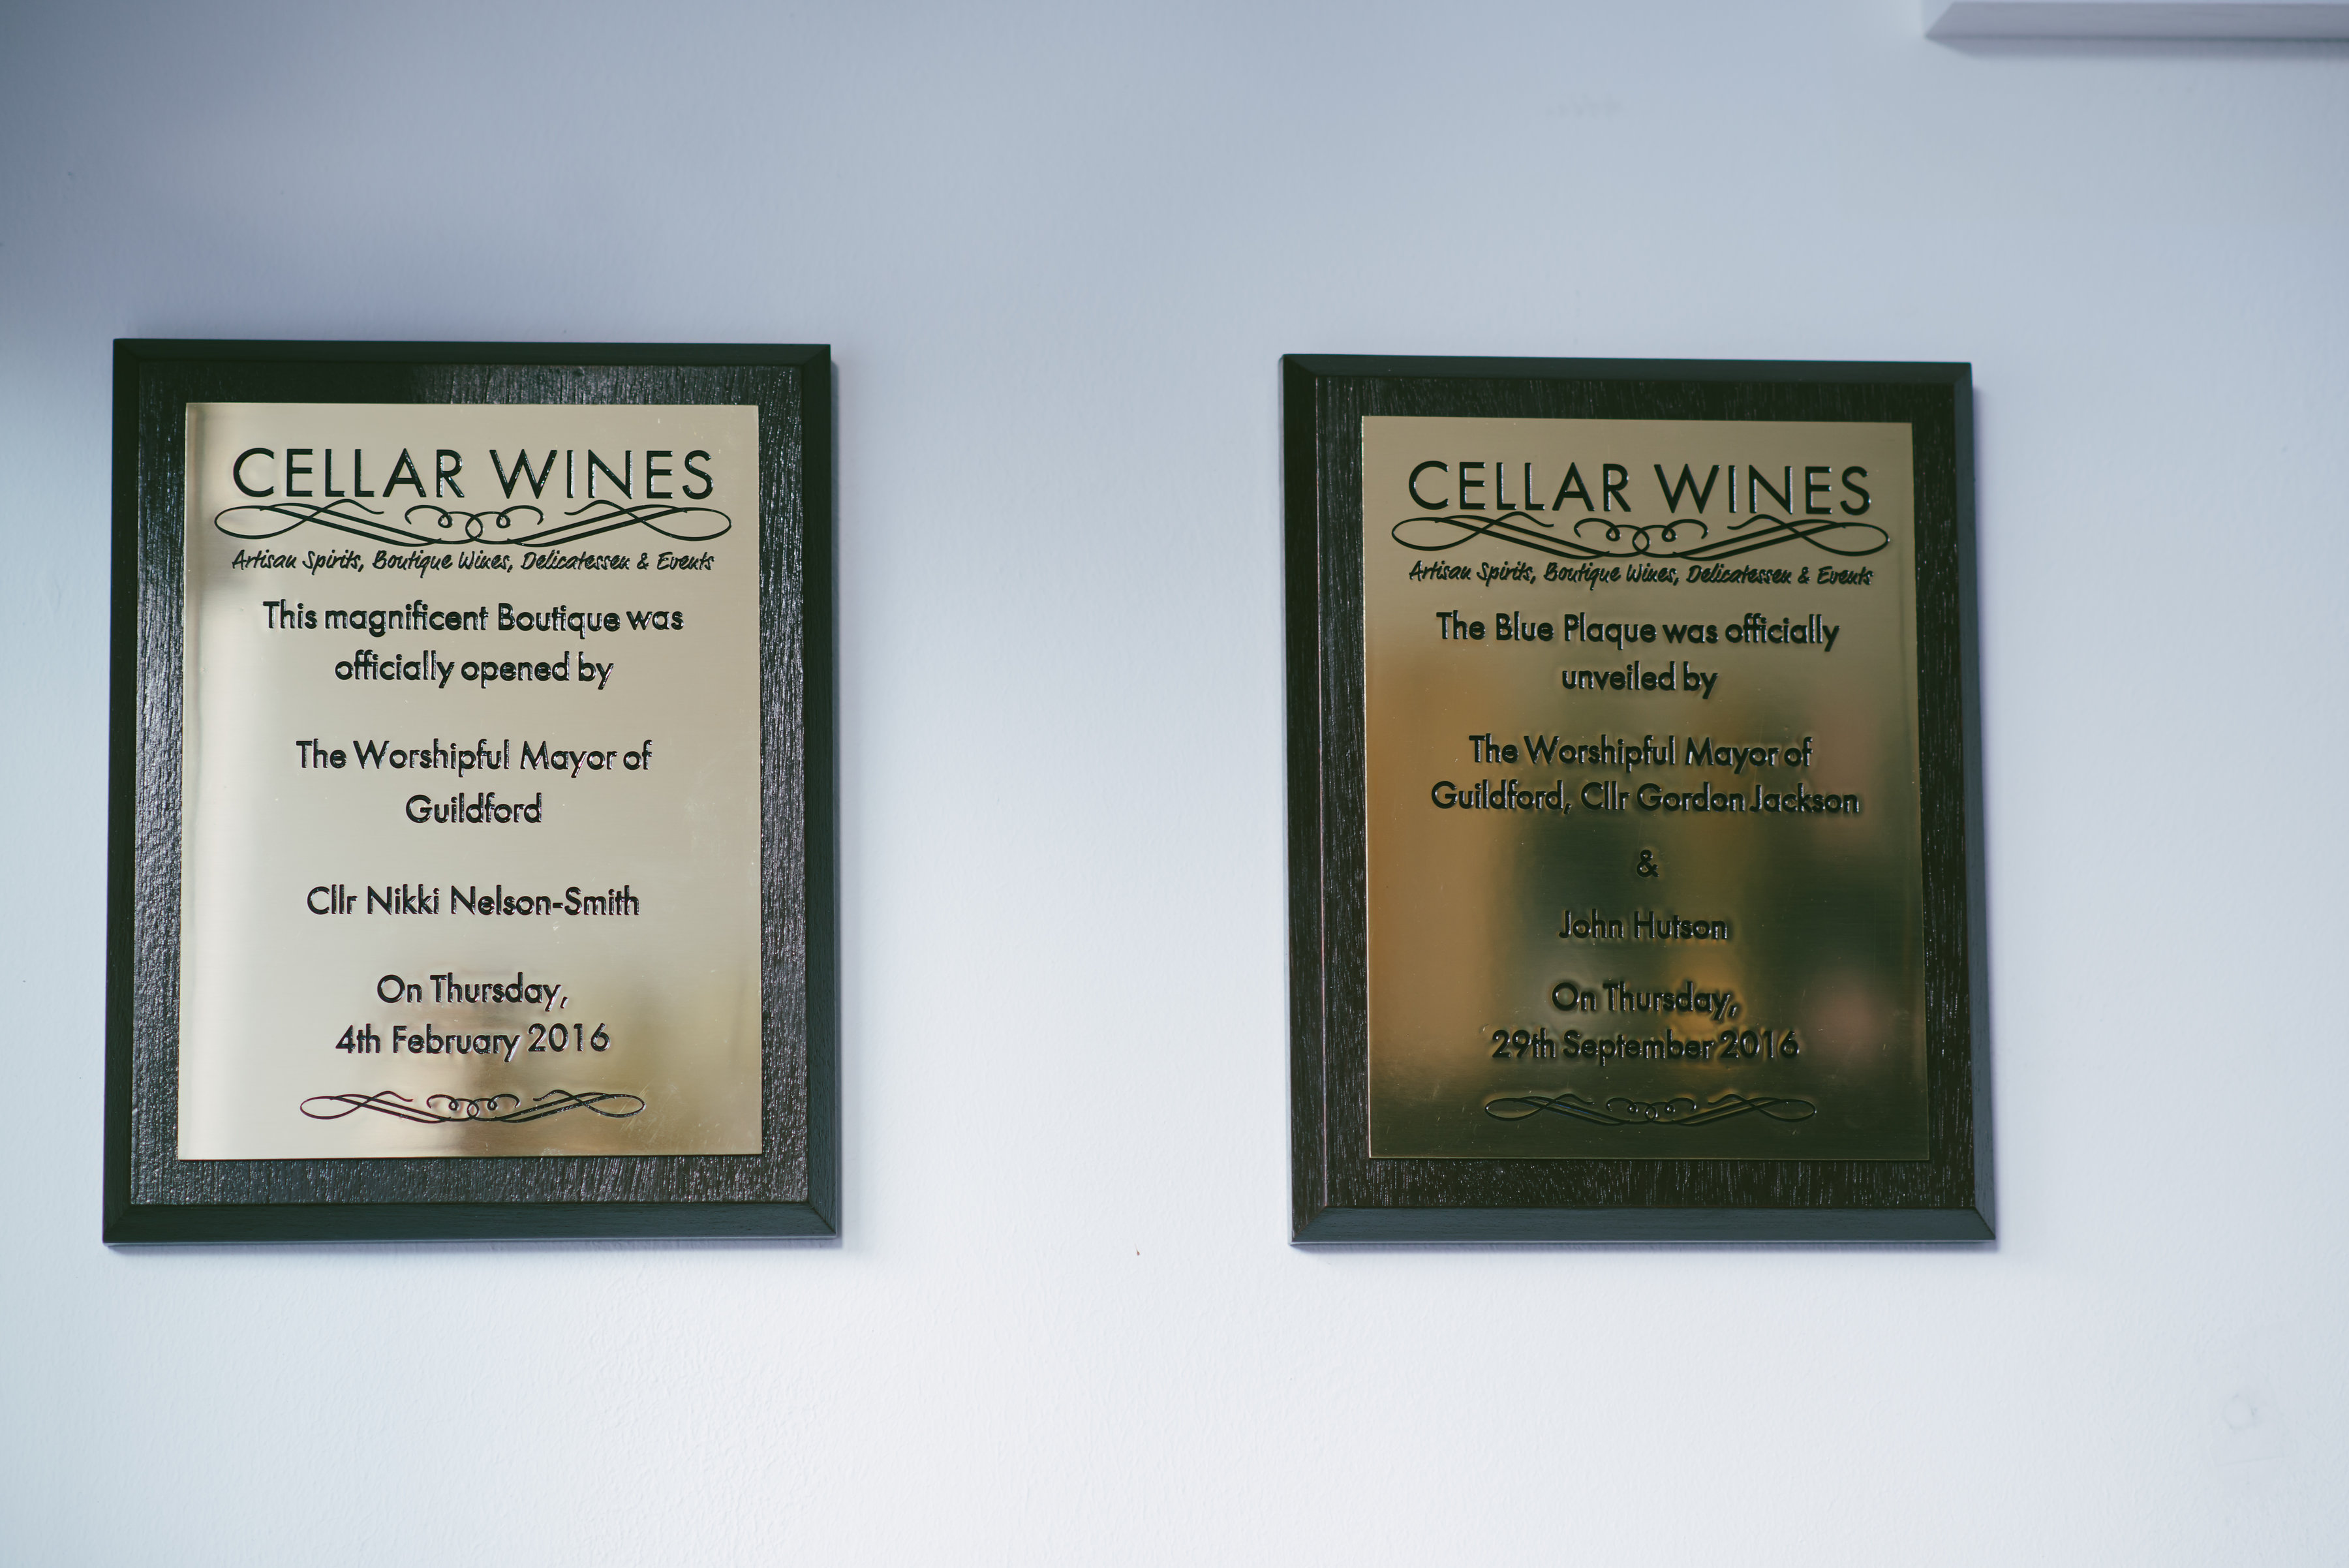 CELLAR WINES
Artisan Spirits, Boutique Wines, Delicatessen & Events
This magnificent Boutique was
officially opened by
The Worshipful Mayor of
Guildford
Cllr Nikki Nelson-Smith
On Thursday,
4th February 2016
CELLAR WINES
Artisan Spirits, Boutique Wines, Delicatessen & Events
The Blue Plaque was officially
unveiled by
The Worshipful Mayor of
Guildford, Cllr Gordon Jackson
&
John Hutson
On Thursday,
29th September 2016